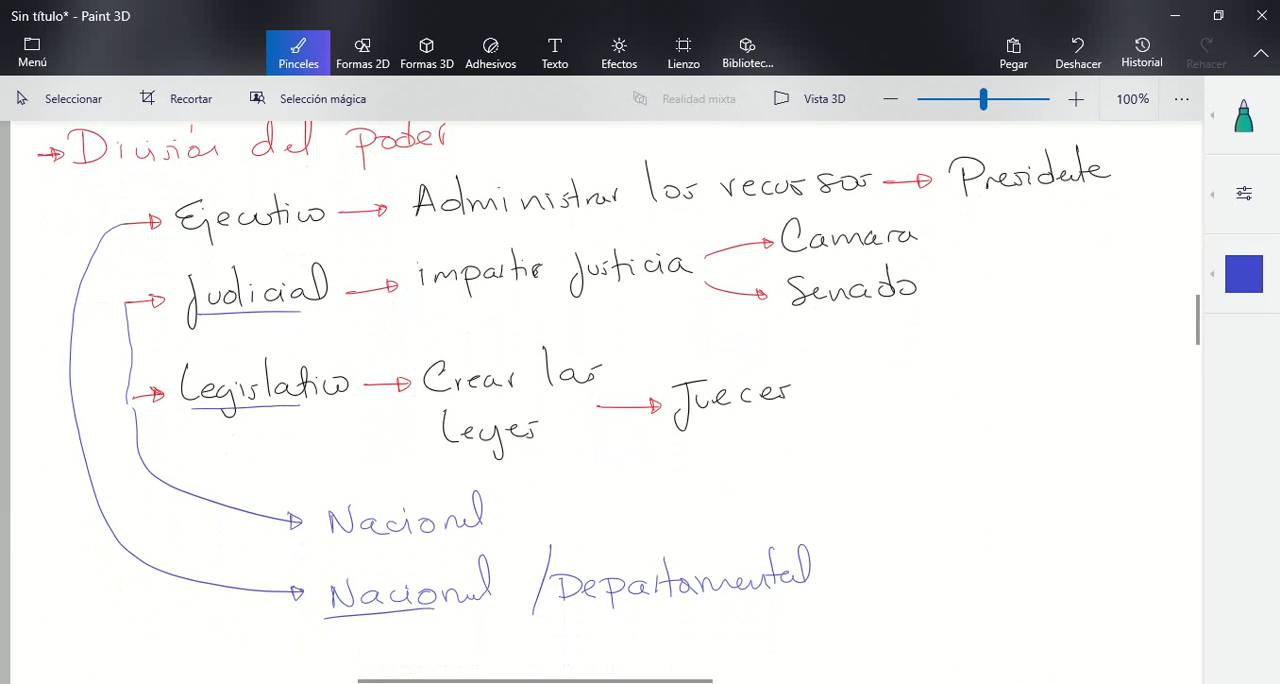 Sin título* - Paint 3D
Menú
Pinceles
Formas 2D
Formas 3D
Adhesivos
Texto
Efectos
Lienzo
Bibliotec...
Pegar
Deshacer
Historial
Rehacer
Seleccionar
Recortar
Selección mágica
Realidad mixta
Vista 3D
100%
División del Poder
Ejecutivo → Administrar los recursos → Presidente
Judicial → impartir justicia → Camara
→ Senado
Legislativo → Crear las
leyes → Jueces
Nacional
Nacional / Departamental